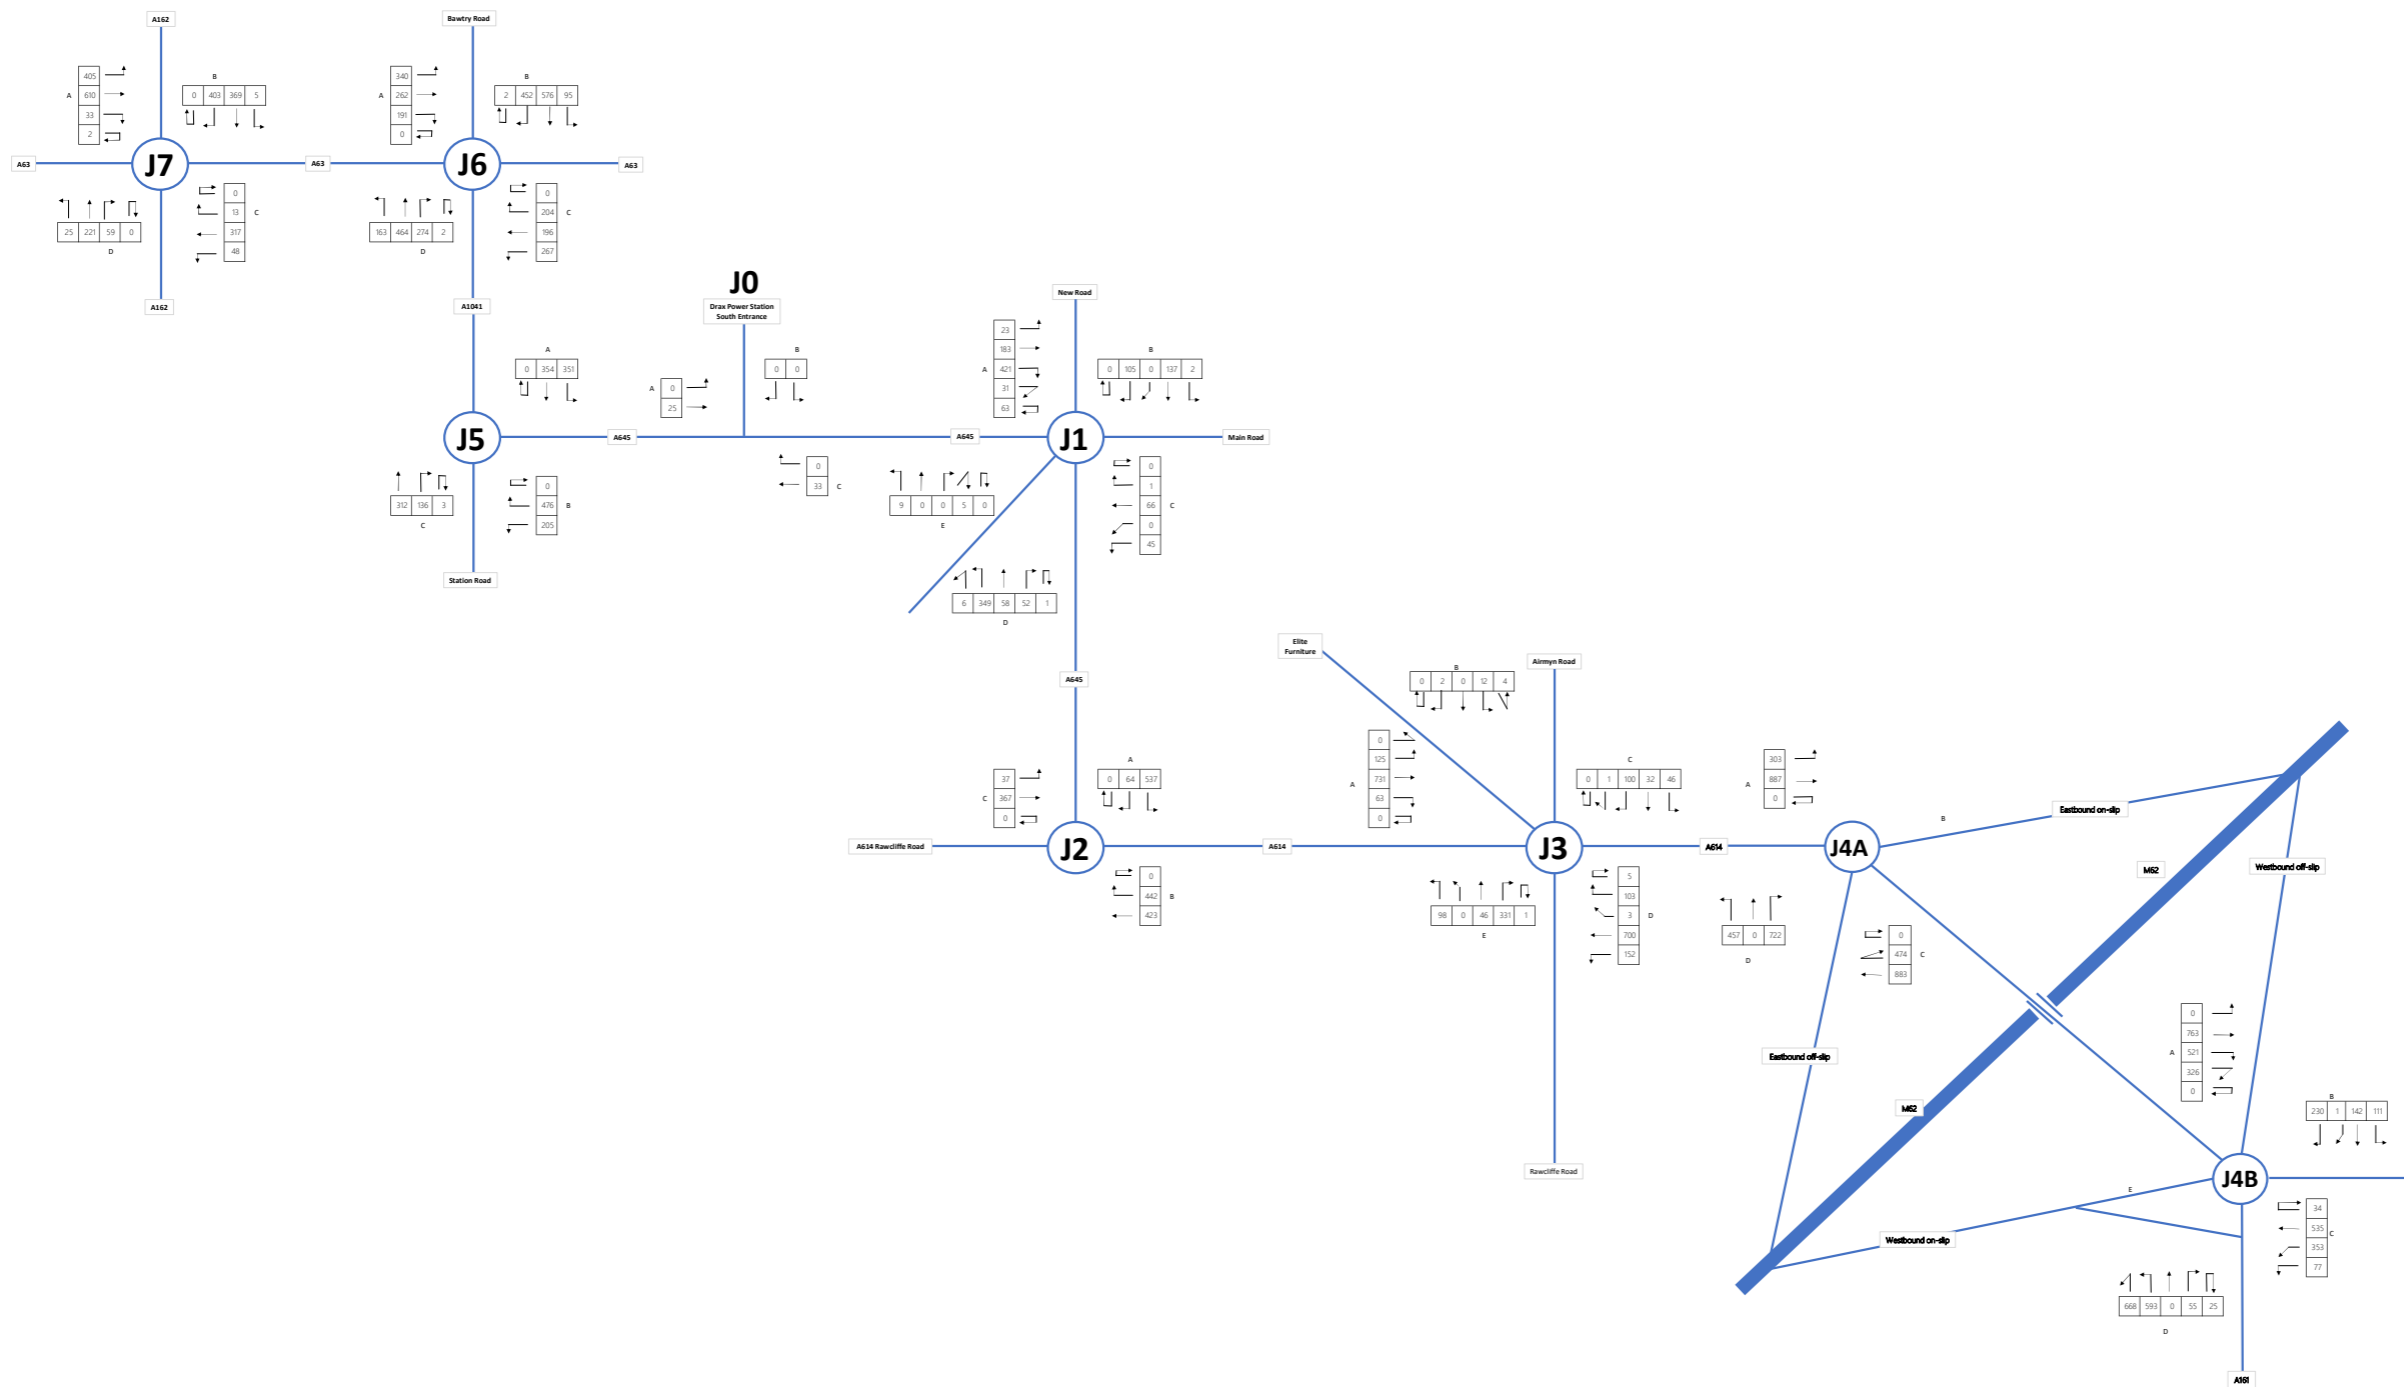 A162
Bawtry Road
405
A 610
33
2
B
0 403 369 5
340
A 262
191
0
B
2 452 576 95
A63
J7
A63
J6
A63
25 221 59 0
D
0
13 C
317
48
163 464 274 2
D
0
204 C
196
267
A162
A1041
J0
Drax Power Station
South Entrance
New Road
A
0 354 351
A 0
25
B
0 0
23
183
A 421
31
63
B
0 105 0 137 2
J5
A645
A645
J1
Main Road
312 136 3
C
0
476 B
205
0
33 C
9 0 0 5 0
E
0
1
66 C
0
45
Station Road
6 349 58 52 1
D
Elite
Furniture
Airmyn Road
A645
B
0 2 0 12 4
37
C 367
0
A
0 64 537
0
125
731
A
63
0
C
0 1 100 32 46
303
A 887
0
A614 Rawcliffe Road
J2
A614
J3
A614
J4A
B
Eastbound on-slip
0
442 B
423
98 0 46 331 1
E
5
103
3 D
700
152
457 0 722
D
0
474 C
883
M62
Westbound off-slip
Eastbound off-slip
M62
0
763
A 521
326
0
B
230 1 142 111
Rawcliffe Road
J4B
E
Westbound on-slip
34
535 C
353
77
668 593 0 55 25
D
A161